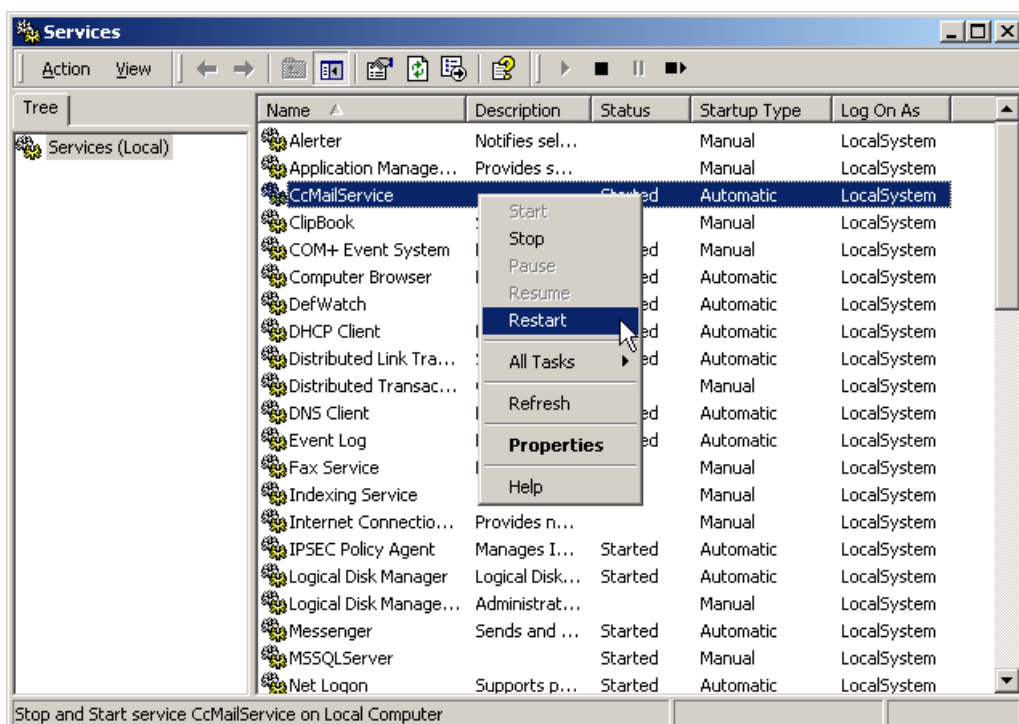 Services
Action View
Tree
Name Description Status Startup Type Log On As
Services (Local)
Alerter Notifies sel... Manual LocalSystem
Application Manage... Provides s... Manual LocalSystem
CcMailService Automatic LocalSystem
ClipBook Manual LocalSystem
COM+ Event System Manual LocalSystem
Computer Browser Automatic LocalSystem
DefWatch Automatic LocalSystem
DHCP Client Automatic LocalSystem
Distributed Link Tra... Automatic LocalSystem
Distributed Transac... Manual LocalSystem
DNS Client Automatic LocalSystem
Event Log Automatic LocalSystem
Fax Service Manual LocalSystem
Indexing Service Manual LocalSystem
Internet Connectio... Provides n... Manual LocalSystem
IPSEC Policy Agent Manages I... Started Automatic LocalSystem
Logical Disk Manager Logical Disk... Started Automatic LocalSystem
Logical Disk Manage... Administrat... Manual LocalSystem
Messenger Sends and ... Started Automatic LocalSystem
MSSQLServer Started Manual LocalSystem
Net Logon Supports p... Started Automatic LocalSystem
Start
Stop
Pause
Resume
Restart
All Tasks
Refresh
Properties
Help
Stop and Start service CcMailService on Local Computer